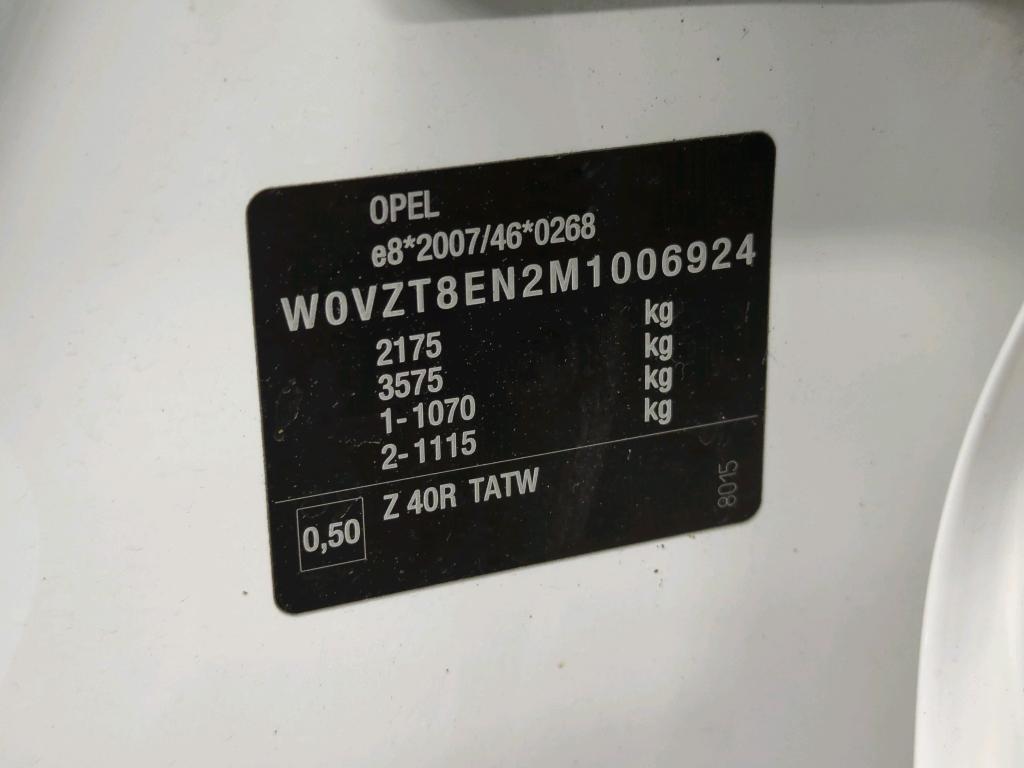 OPEL
e8*2007/46*0268
W0VZT8EN2M1006924
2175 kg
3575 kg
1-1070 kg
2-1115 kg
Z 40R TATW
0,50
8015